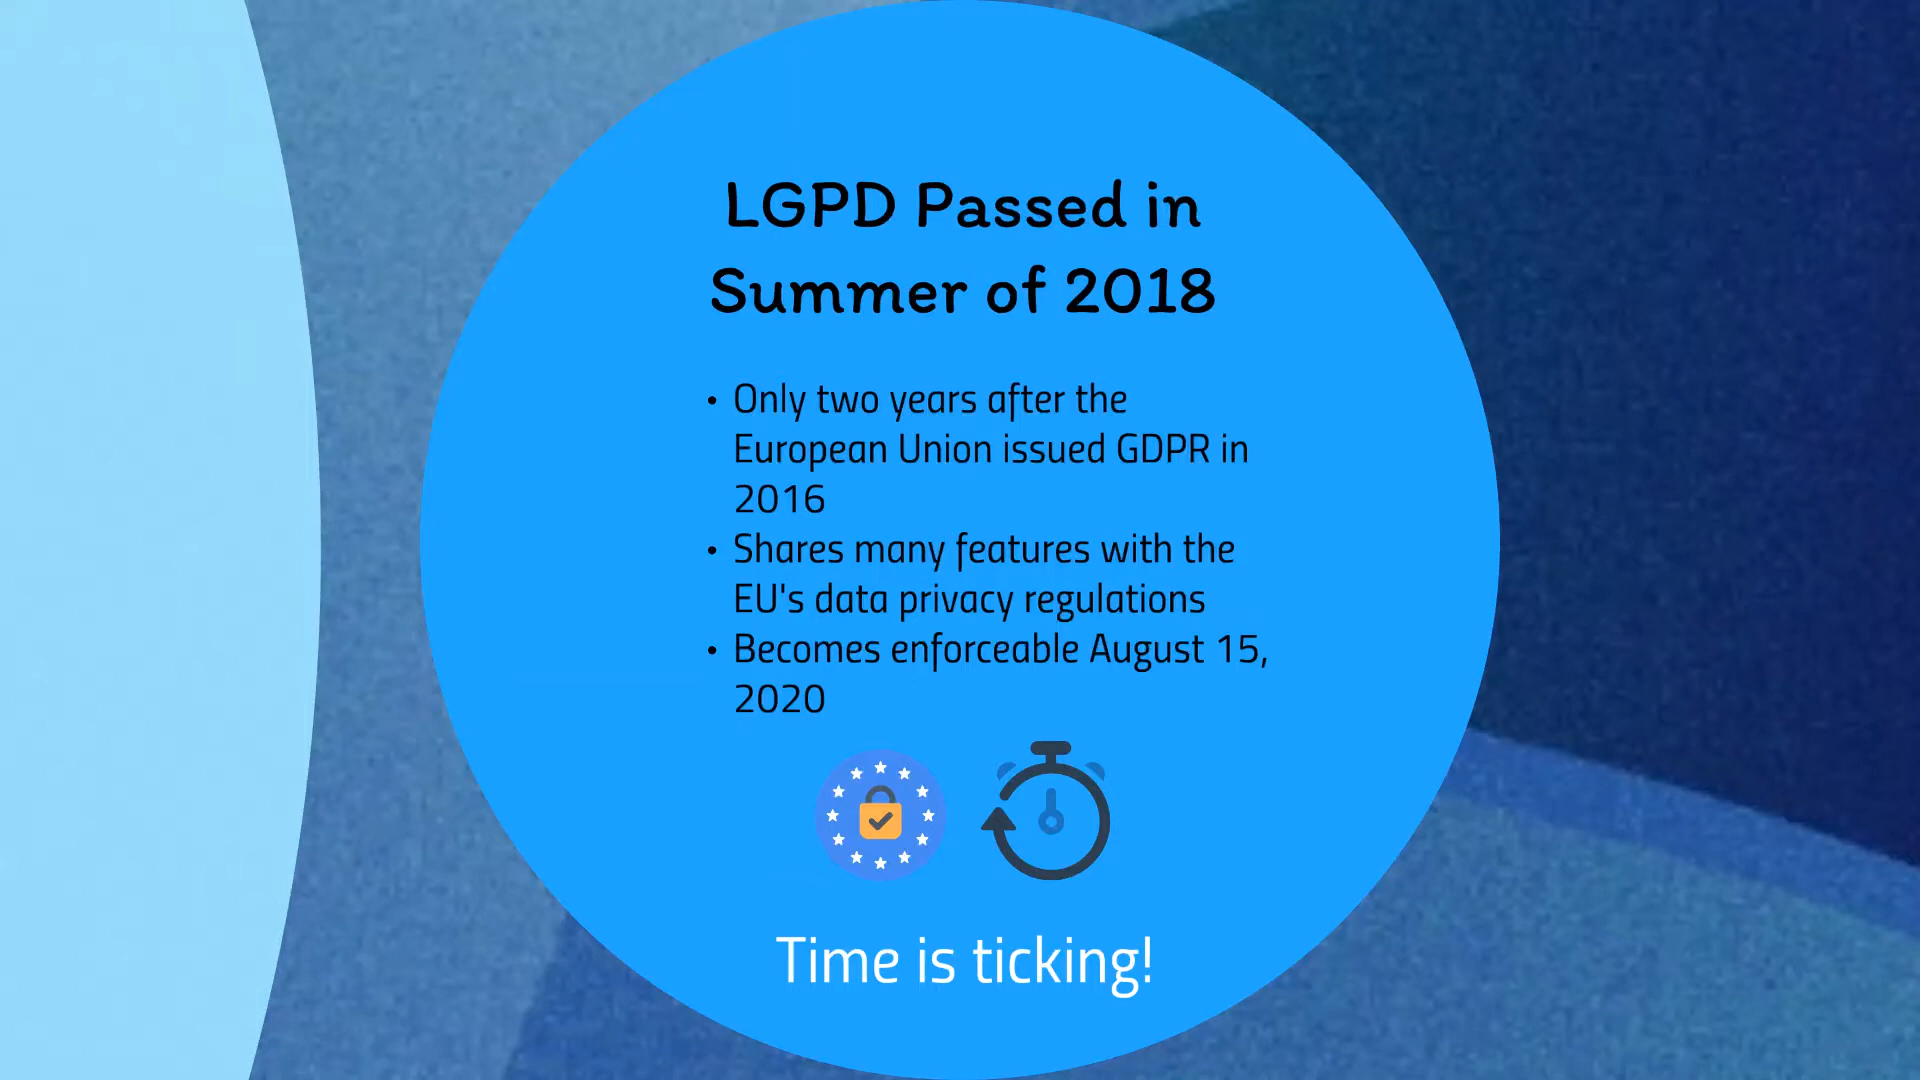 LGPD Passed in
Summer of 2018
• Only two years after the
European Union issued GDPR in
2016
• Shares many features with the
EU's data privacy regulations
• Becomes enforceable August 15,
2020
Time is ticking!